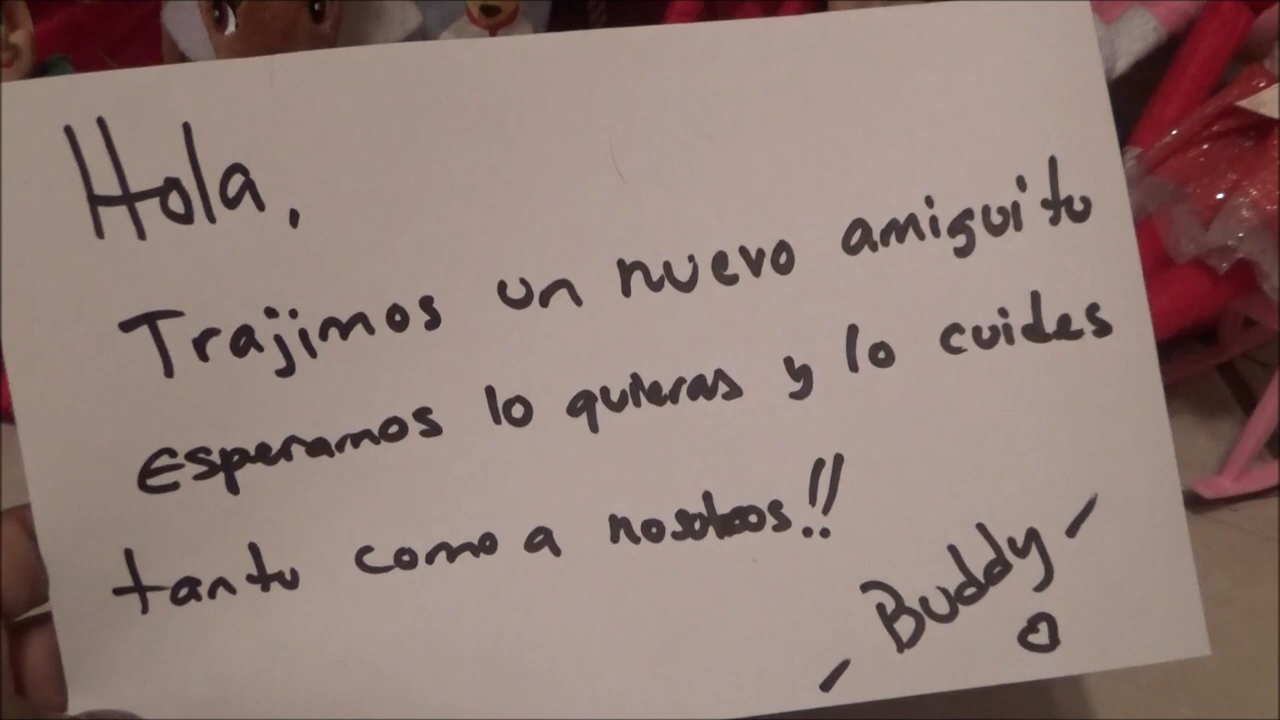 Hola,
Trajimos un nuevo amiguito
Esperamos lo quieras y lo cuides
tanto como a nosotros!!
- Buddy -